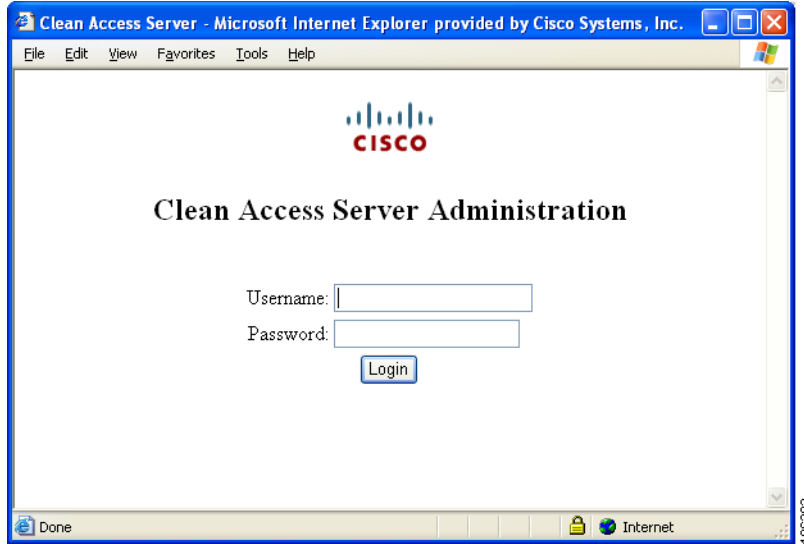 Clean Access Server - Microsoft Internet Explorer provided by Cisco Systems, Inc.
File Edit View Favorites Tools Help
CISCO
Clean Access Server Administration
Username:
Password:
Login
Done
Internet